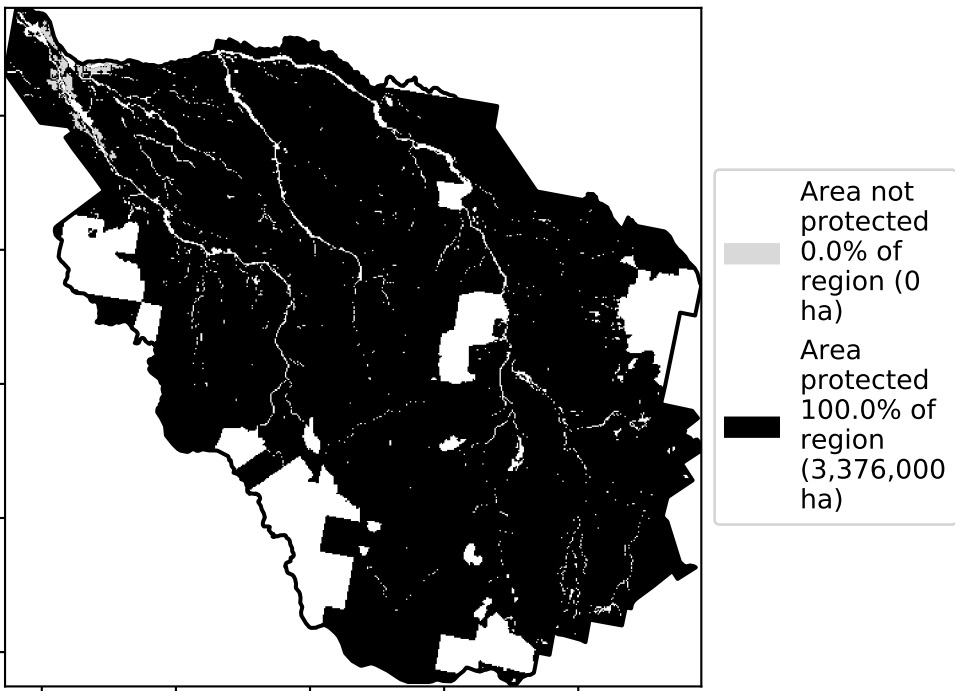 Area not
protected
0.0% of
region (0
ha)
Area
protected
100.0% of
region
(3,376,000
ha)